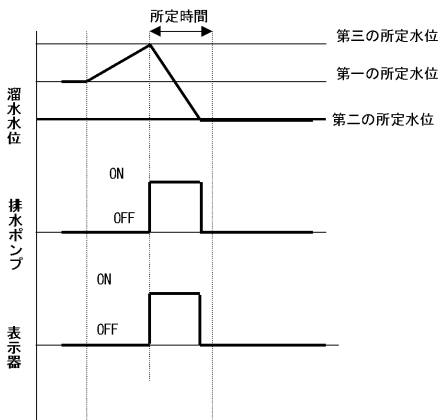 所定時間
第三の所定水位
第一の所定水位
第二の所定水位
溜水水位
ON
OFF
排水ポンプ
ON
OFF
表示器